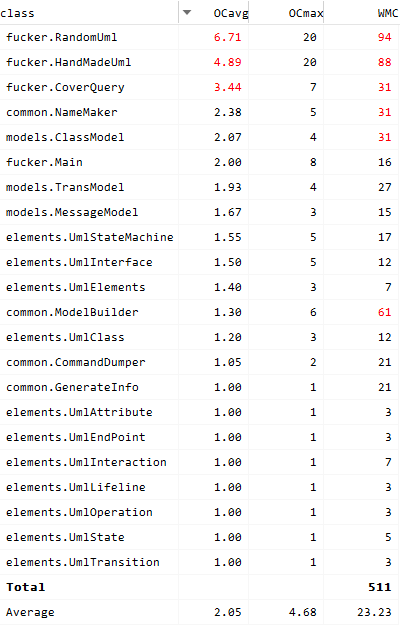 class OCavg OCmax WMC
fucker.RandomUml 6.71 20 94
fucker.HandMadeUml 4.89 20 88
fucker.CoverQuery 3.44 7 31
common.NameMaker 2.38 5 31
models.ClassModel 2.07 4 31
fucker.Main 2.00 8 16
models.TransModel 1.93 4 27
models.MessageModel 1.67 3 15
elements.UmlStateMachine 1.55 5 17
elements.UmlInterface 1.50 5 12
elements.UmlElements 1.40 3 7
common.ModelBuilder 1.30 6 61
elements.UmlClass 1.20 3 12
common.CommandDumper 1.05 2 21
common.GenerateInfo 1.00 1 21
elements.UmlAttribute 1.00 1 3
elements.UmlEndPoint 1.00 1 3
elements.UmlInteraction 1.00 1 7
elements.UmlLifeline 1.00 1 3
elements.UmlOperation 1.00 1 3
elements.UmlState 1.00 1 5
elements.UmlTransition 1.00 1 3
Total 511
Average 2.05 4.68 23.23